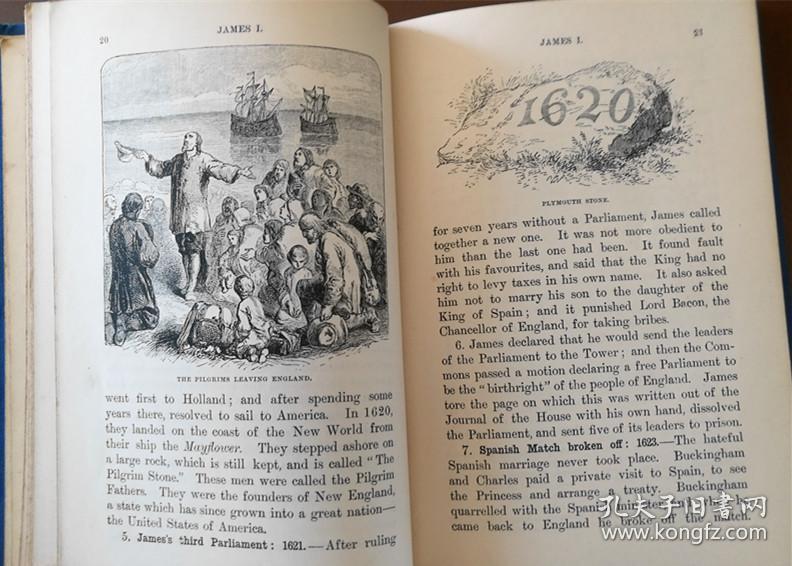 20
JAMES I.
THE PILGRIMS LEAVING ENGLAND.
went first to Holland; and after spending some
years there, resolved to sail to America. In 1620,
they landed on the coast of the New World from
their ship the Mayflower. They stepped ashore on
a large rock, which is still kept, and is called "The
Pilgrim Stone." These men were called the Pilgrim
Fathers. They were the founders of New England,
a state which has since grown into a great nation—
the United States of America.
5. James's third Parliament: 1621.—After ruling
JAMES I.
1620
PLYMOUTH STONE.
for seven years without a Parliament, James called
together a new one. It was not more obedient to
him than the last one had been. It found fault
with his favourites, and said that the King had no
right to levy taxes in his own name. It also asked
him not to marry his son to the daughter of the
King of Spain; and it punished Lord Bacon, the
Chancellor of England, for taking bribes.
6. James declared that he would send the leaders
of the Parliament to the Tower; and then the Com-
mons passed a motion declaring a free Parliament to
be the "birthright" of the people of England. James
tore the page on which this was written out of the
Journal of the House with his own hand, dissolved
the Parliament, and sent five of its leaders to prison.
7. Spanish Match broken off: 1623.—The hateful
Spanish marriage never took place. Buckingham
and Charles paid a private visit to Spain, to see
the Princess and arrange a treaty. Buckingham
quarrelled with the Spanish minister, and
came back to England he broke off the match.
孔夫子旧书网
www.kongfz.com